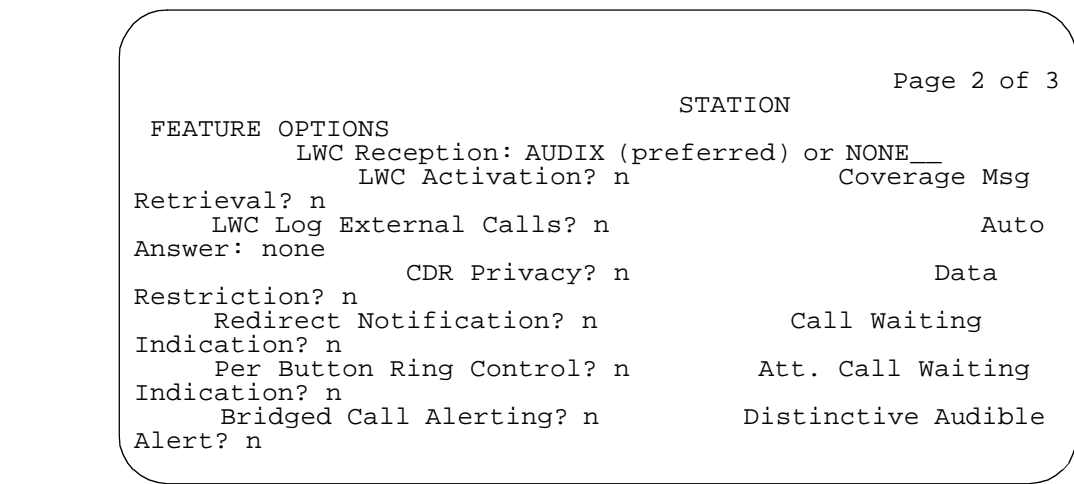 Page 2 of 3
STATION
FEATURE OPTIONS
LWC Reception: AUDIX (preferred) or NONE__
LWC Activation? n Coverage Msg
Retrieval? n
LWC Log External Calls? n Auto
Answer: none
CDR Privacy? n Data
Restriction? n
Redirect Notification? n Call Waiting
Indication? n
Per Button Ring Control? n Att. Call Waiting
Indication? n
Bridged Call Alerting? n Distinctive Audible
Alert? n